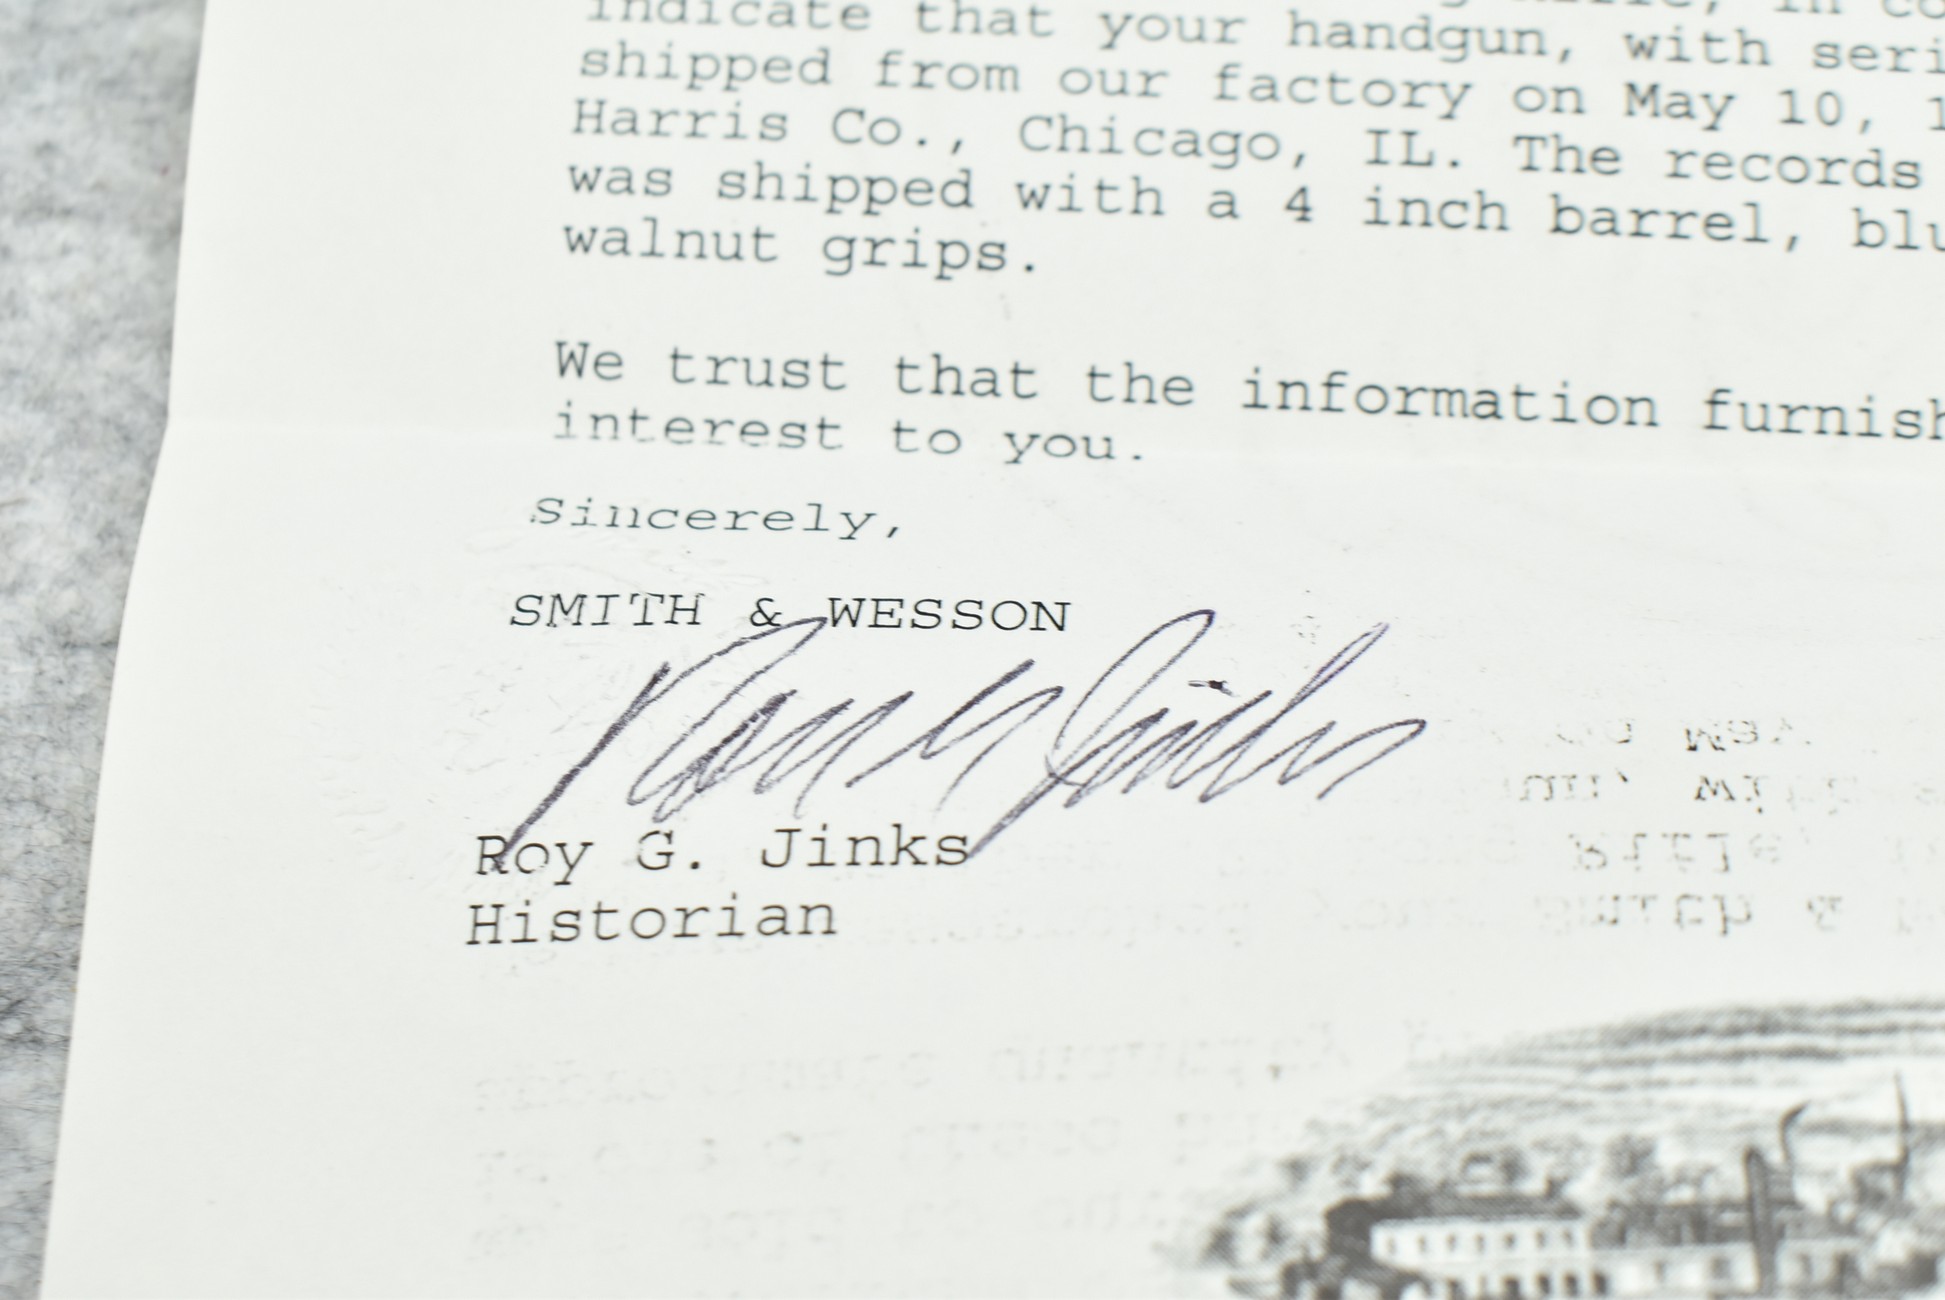 indicate that your handgun, with seri
shipped from our factory on May 10, 1
Harris Co., Chicago, IL. The records
was shipped with a 4 inch barrel, blu
walnut grips.
We trust that the information furnish
interest to you.
Sincerely,
SMITH & WESSON
Roy G. Jinks
Roy G. Jinks
Historian